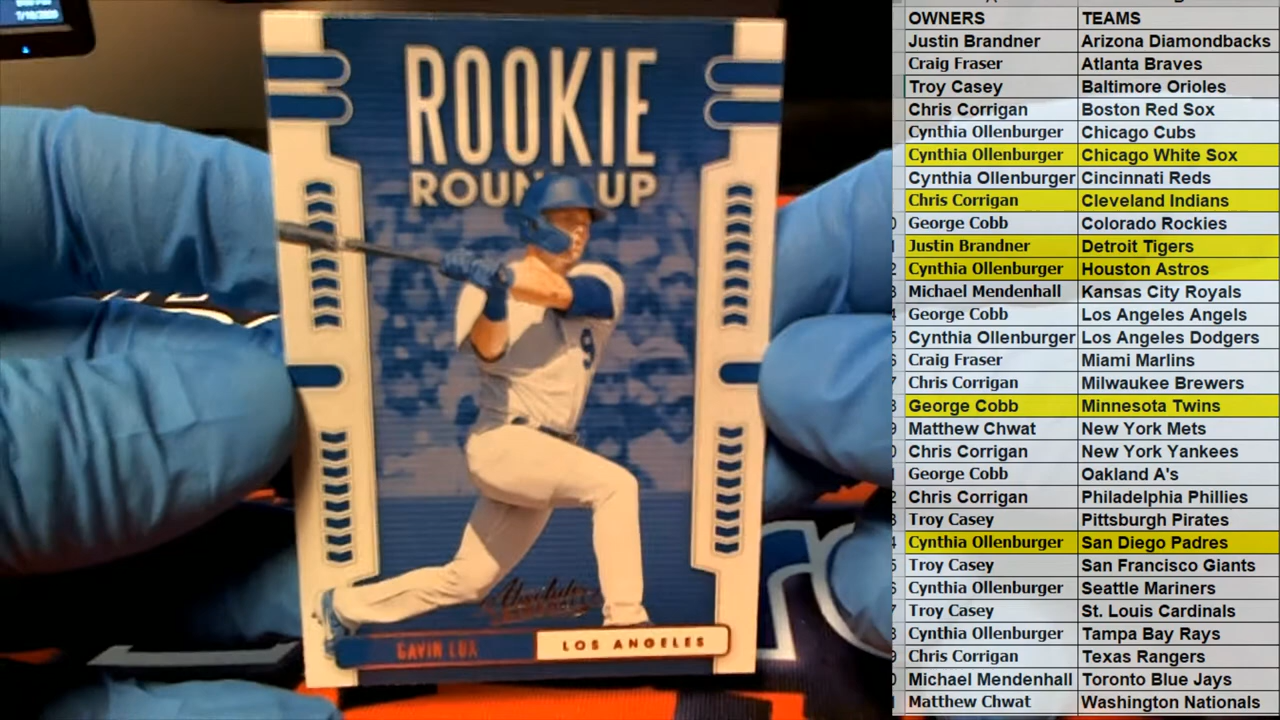 7/10/2020
ROOKIE
ROUNDUP
9
Absolute
GAVIN LUX
LOS ANGELES
OWNERS TEAMS
Justin Brandner Arizona Diamondbacks
Craig Fraser Atlanta Braves
Troy Casey Baltimore Orioles
Chris Corrigan Boston Red Sox
Cynthia Ollenburger Chicago Cubs
Cynthia Ollenburger Chicago White Sox
Cynthia Ollenburger Cincinnati Reds
Chris Corrigan Cleveland Indians
George Cobb Colorado Rockies
Justin Brandner Detroit Tigers
Cynthia Ollenburger Houston Astros
Michael Mendenhall Kansas City Royals
George Cobb Los Angeles Angels
Cynthia Ollenburger Los Angeles Dodgers
Craig Fraser Miami Marlins
Chris Corrigan Milwaukee Brewers
George Cobb Minnesota Twins
Matthew Chwat New York Mets
Chris Corrigan New York Yankees
George Cobb Oakland A's
Chris Corrigan Philadelphia Phillies
Troy Casey Pittsburgh Pirates
Cynthia Ollenburger San Diego Padres
Troy Casey San Francisco Giants
Cynthia Ollenburger Seattle Mariners
Troy Casey St. Louis Cardinals
Cynthia Ollenburger Tampa Bay Rays
Chris Corrigan Texas Rangers
Michael Mendenhall Toronto Blue Jays
Matthew Chwat Washington Nationals